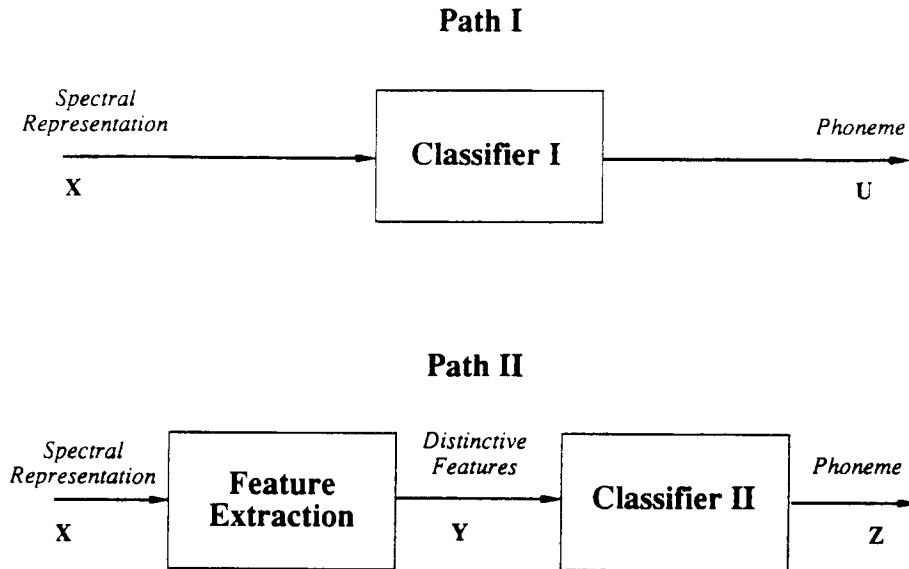 Path I
Spectral
Representation
X
Classifier I
Phoneme
U
Path II
Spectral
Representation
X
Feature
Extraction
Distinctive
Features
Y
Classifier II
Phoneme
Z